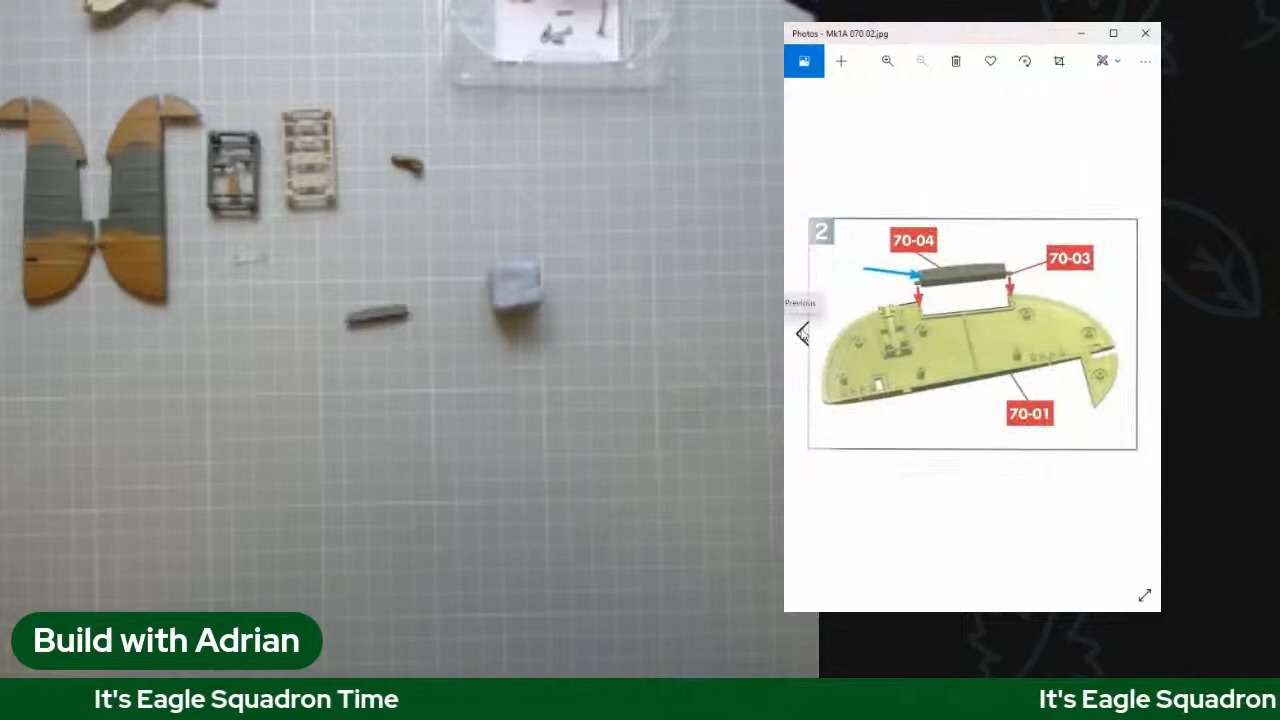 Photos - Mk1A 070 02.jpg
2
70-04
70-03
Previous
70-01
Build with Adrian
It's Eagle Squadron Time
It's Eagle Squadron